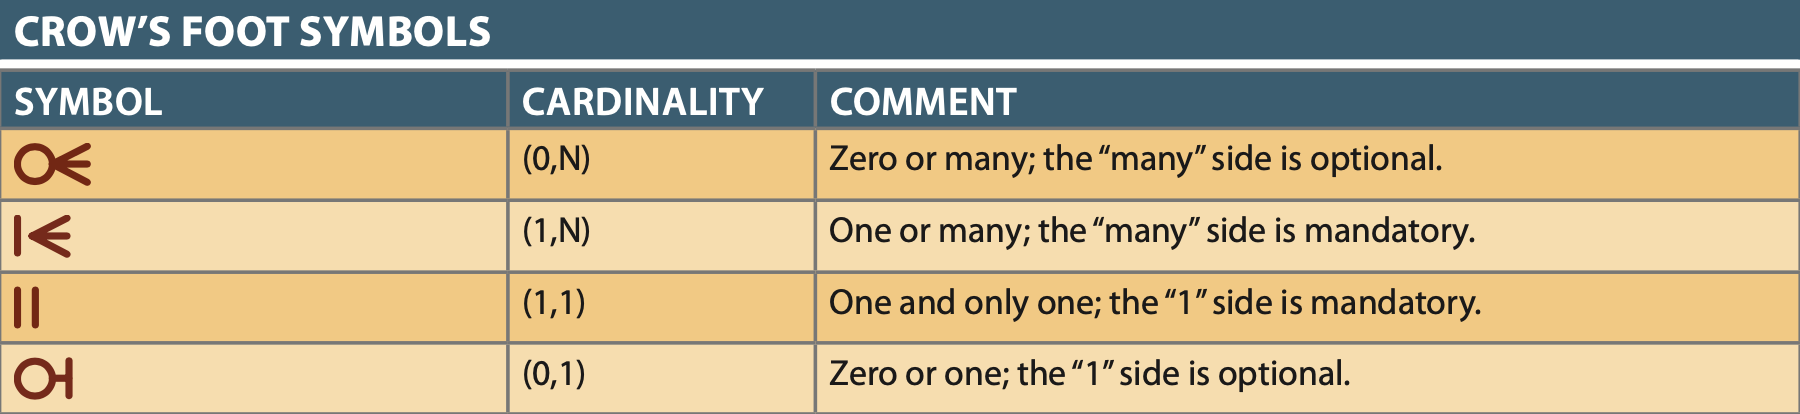 CROW’S FOOT SYMBOLS
SYMBOL CARDINALITY COMMENT
(0,N) Zero or many; the “many” side is optional.
(1,N) One or many; the “many” side is mandatory.
(1,1) One and only one; the “1” side is mandatory.
(0,1) Zero or one; the “1” side is optional.